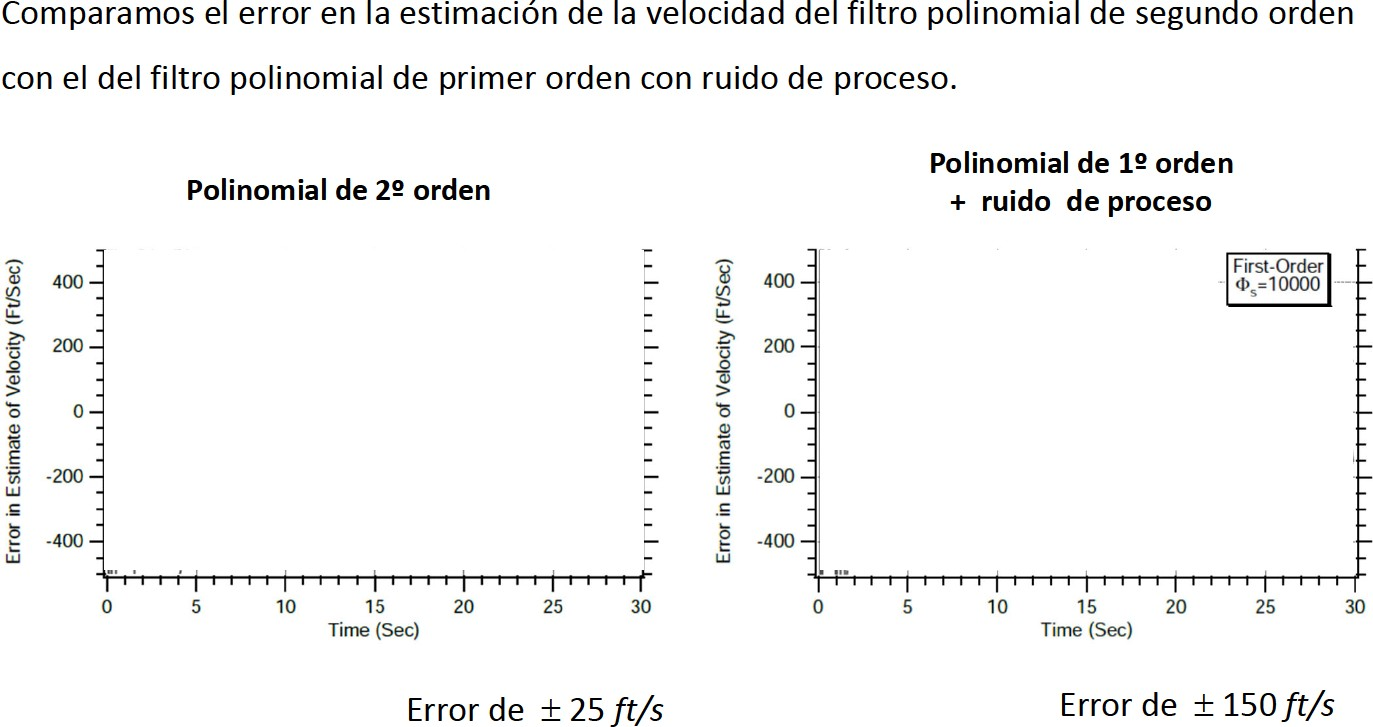 Comparamos el error en la estimación de la velocidad del filtro polinomial de segundo orden
con el del filtro polinomial de primer orden con ruido de proceso.
Polinomial de 2º orden
Error in Estimate of Velocity (Ft/Sec)
400
200
0
-200
-400
0 5 10 15 20 25 30
Time (Sec)
Error de ± 25 ft/s
Polinomial de 1º orden
+ ruido de proceso
Error in Estimate of Velocity (Ft/Sec)
First-Order
Φs=10000
400
200
0
-200
-400
0 5 10 15 20 25 30
Time (Sec)
Error de ± 150 ft/s